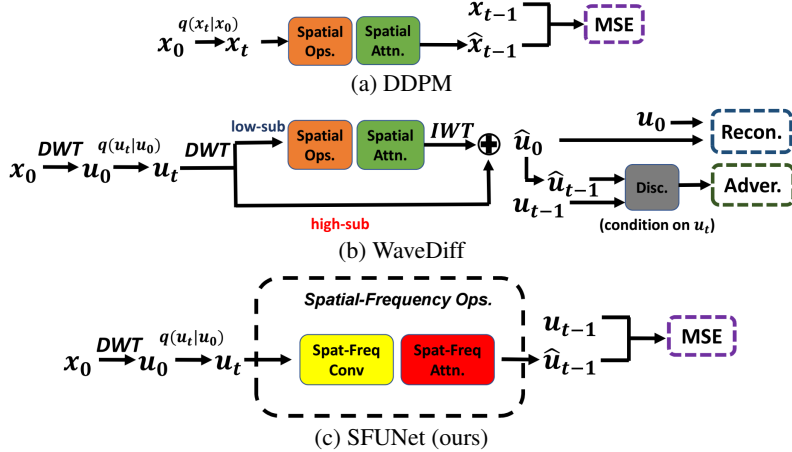 x_0 q(x_t|x_0) x_t Spatial Ops. Spatial Attn. x̂_{t-1} x_{t-1} MSE
(a) DDPM
x_0 DWT u_0 q(u_t|u_0) u_t DWT low-sub Spatial Ops. Spatial Attn. IWT û_0 u_0 Recon.
û_{t-1} u_{t-1} Disc. Adver.
high-sub (condition on u_t)
(b) WaveDiff
Spatial-Frequency Ops.
x_0 DWT u_0 q(u_t|u_0) u_t Spat-Freq Conv Spat-Freq Attn. û_{t-1} u_{t-1} MSE
(c) SFUNet (ours)